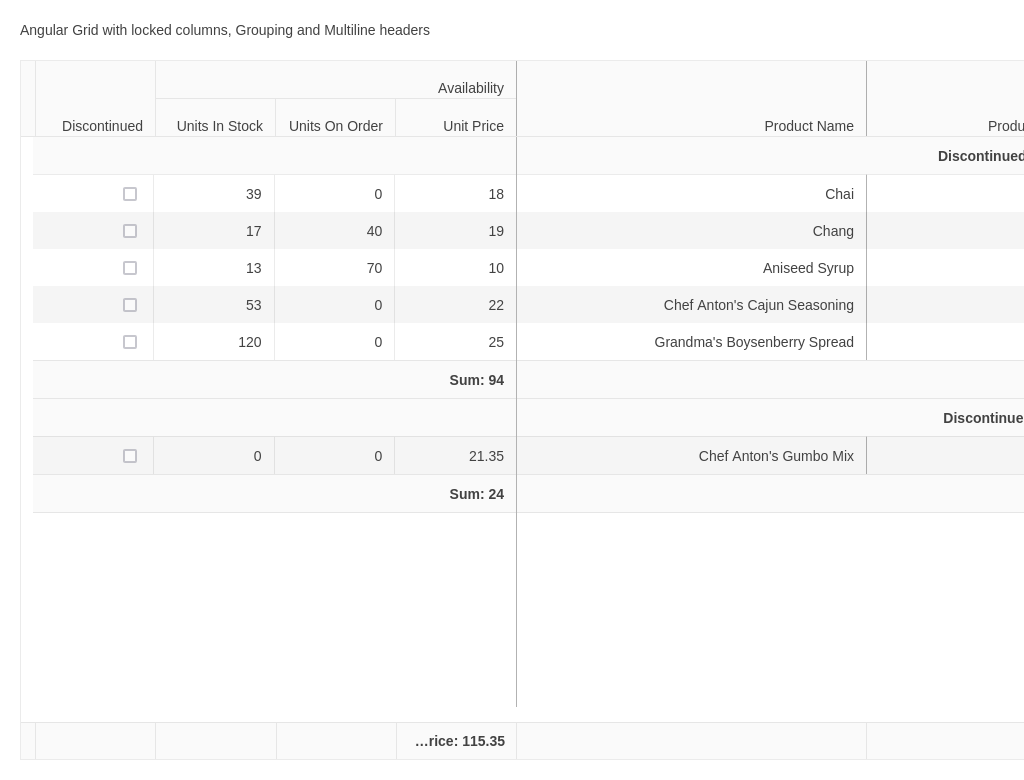 Angular Grid with locked columns, Grouping and Multiline headers
Availability
Discontinued Units In Stock Units On Order Unit Price Product Name Produ
Discontinued
39 0 18 Chai
17 40 19 Chang
13 70 10 Aniseed Syrup
53 0 22 Chef Anton's Cajun Seasoning
120 0 25 Grandma's Boysenberry Spread
Sum: 94
Discontinue
0 0 21.35 Chef Anton's Gumbo Mix
Sum: 24
...rice: 115.35